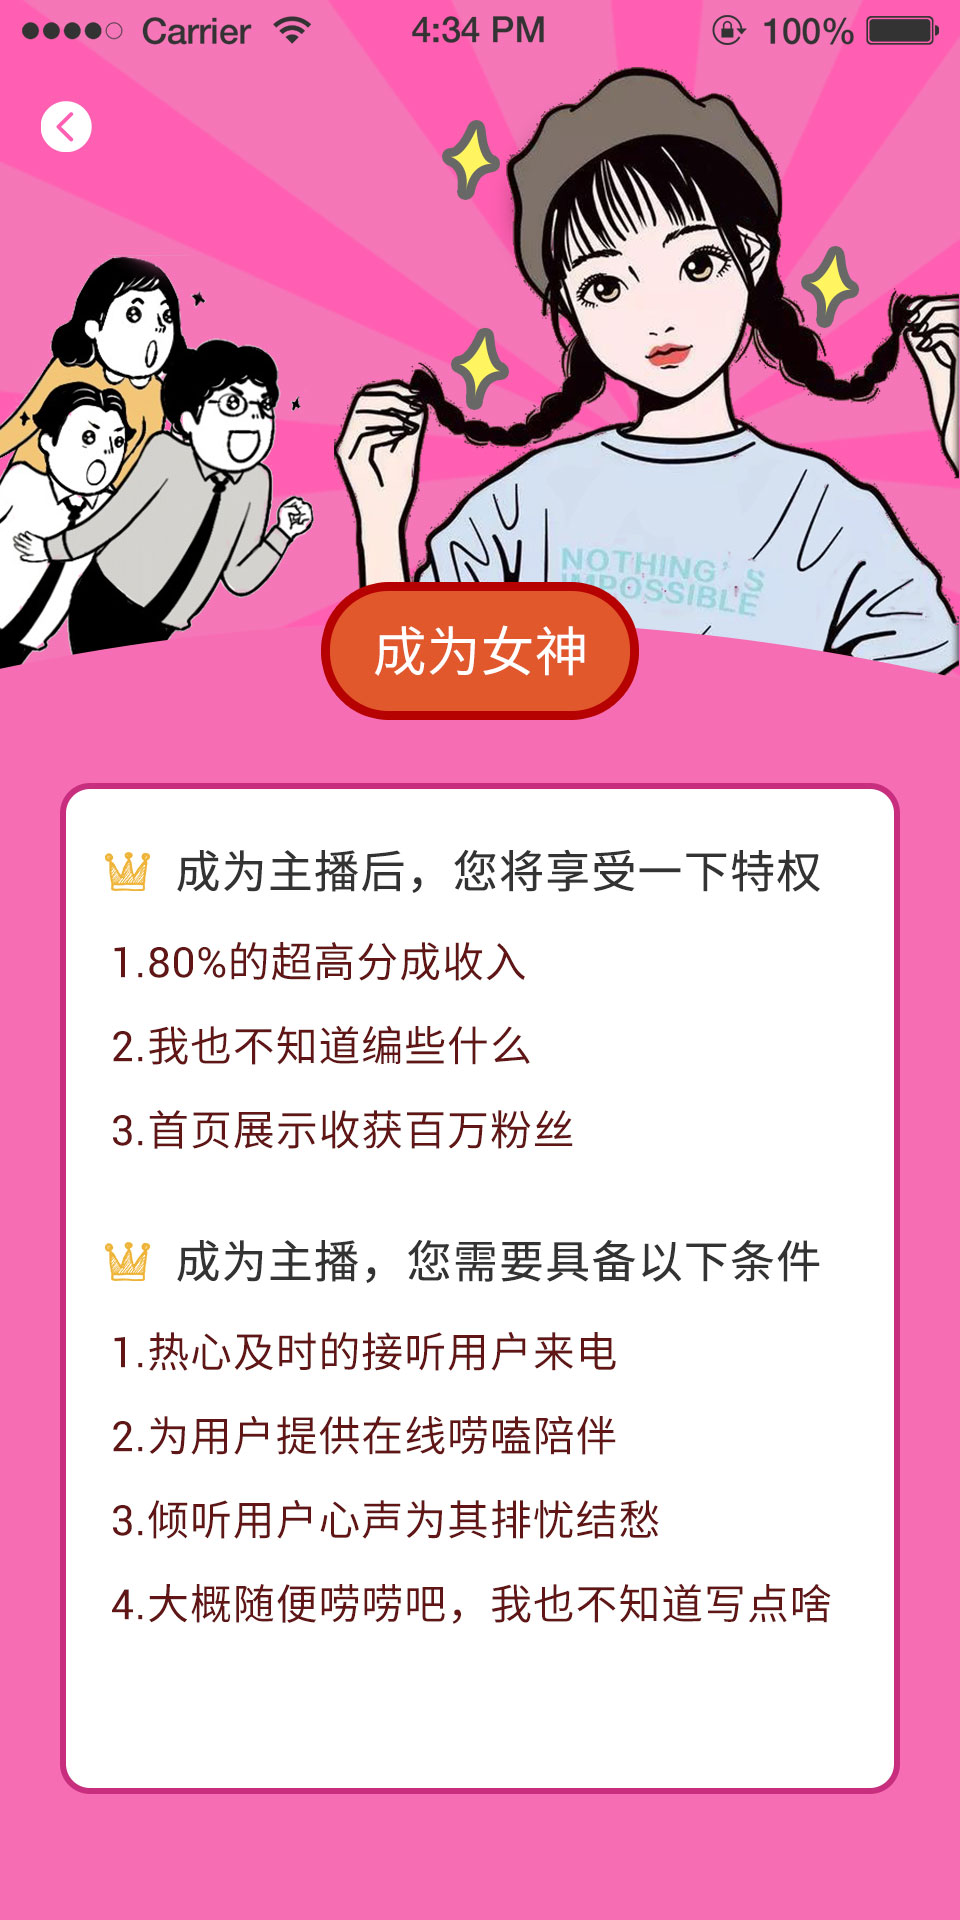 Carrier 4:34 PM 100%
NOTHING'S
IMPOSSIBLE
成为女神
成为主播后，您将享受一下特权
1.80%的超高分成收入
2.我也不知道编些什么
3.首页展示收获百万粉丝
成为主播，您需要具备以下条件
1.热心及时的接听用户来电
2.为用户提供在线唠嗑陪伴
3.倾听用户心声为其排忧结愁
4.大概随便唠唠吧，我也不知道写点啥